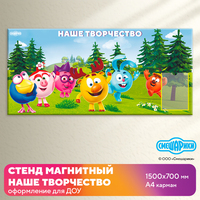 НАШЕ ТВОРЧЕСТВО
СМЕШАРИКИ
© ООО «Смешарики»
СТЕНД МАГНИТНЫЙ
НАШЕ ТВОРЧЕСТВО
оформление для ДОУ
1500х700 мм
А4 карман